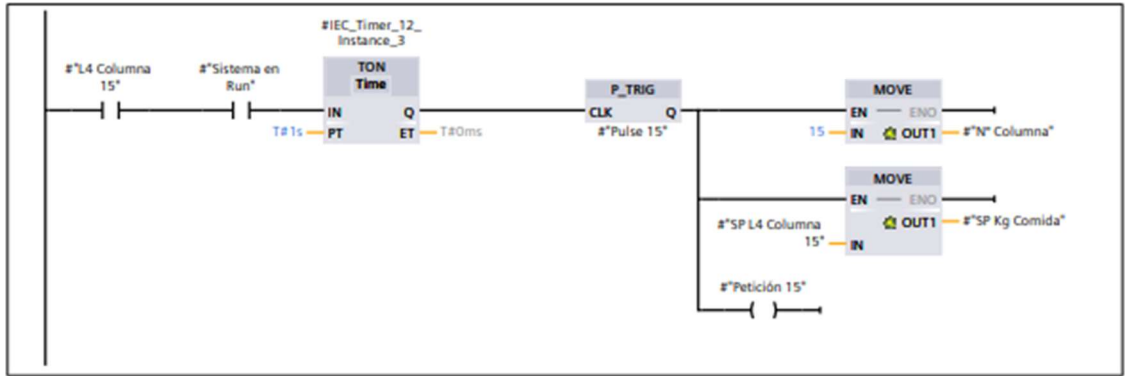 #IEC_Timer_12_
Instance_3
#"L4 Columna
15"
#"Sistema en
Run"
TON
Time
IN Q
T#1s PT ET T#0ms
P_TRIG
CLK Q
#"Pulse 15"
MOVE
EN ENO
15 IN OUT1 #"Nº Columna"
MOVE
EN ENO
OUT1 #"SP Kg Comida"
#"SP L4 Columna
15" IN
#"Petición 15"